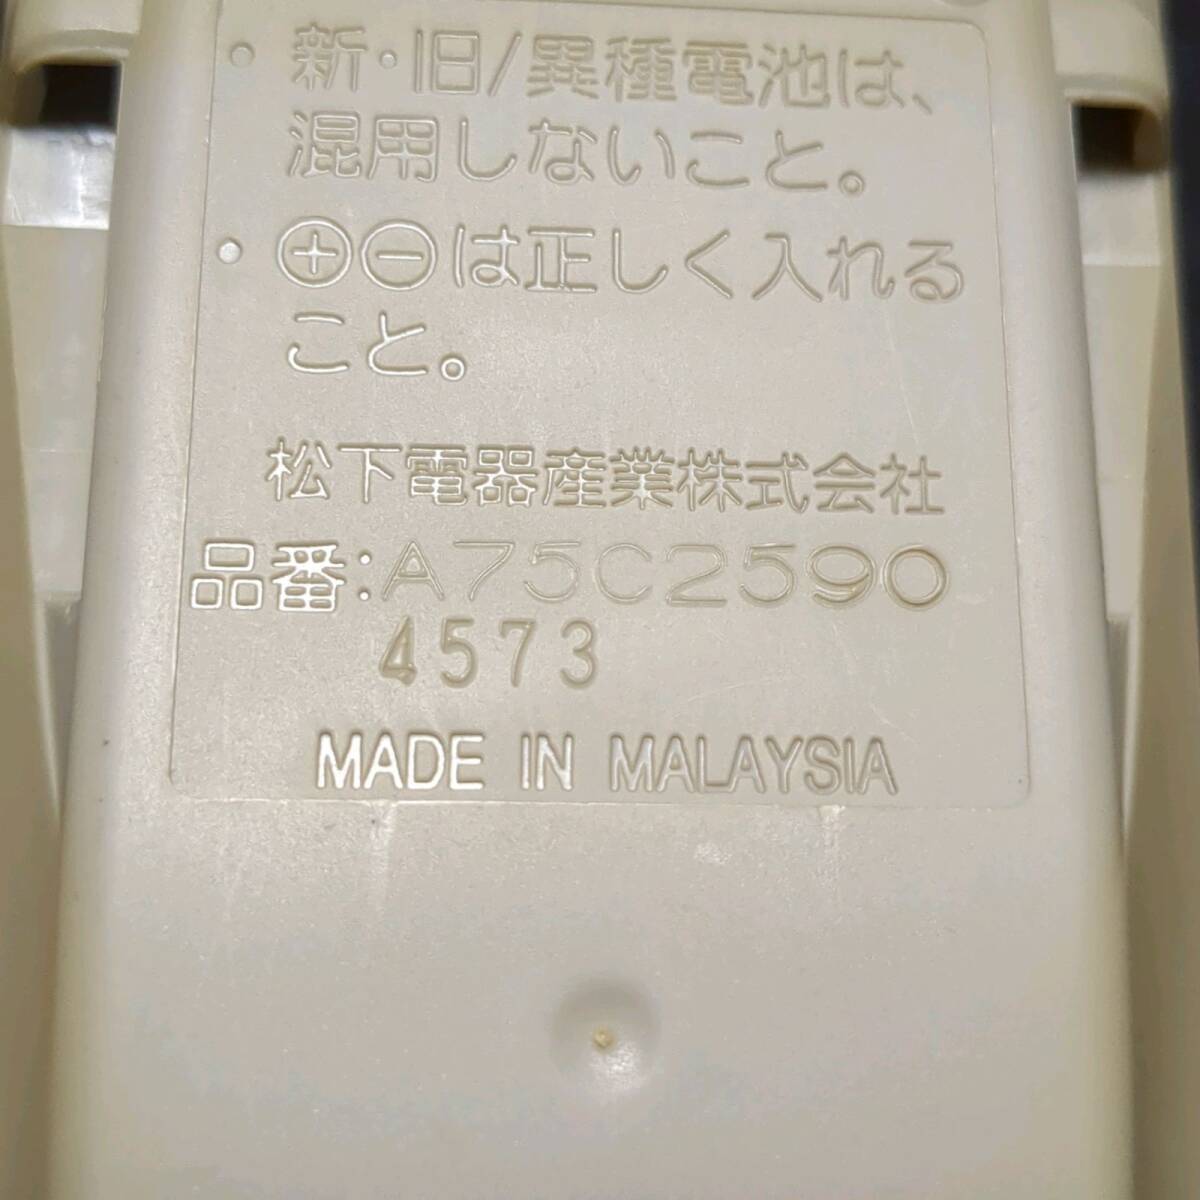 ・新・旧/異種電池は、
混用しないこと。
・⊕⊖は正しく入れる
こと。
松下電器産業株式会社
品番:A75C2590
4573
MADE IN MALAYSIA